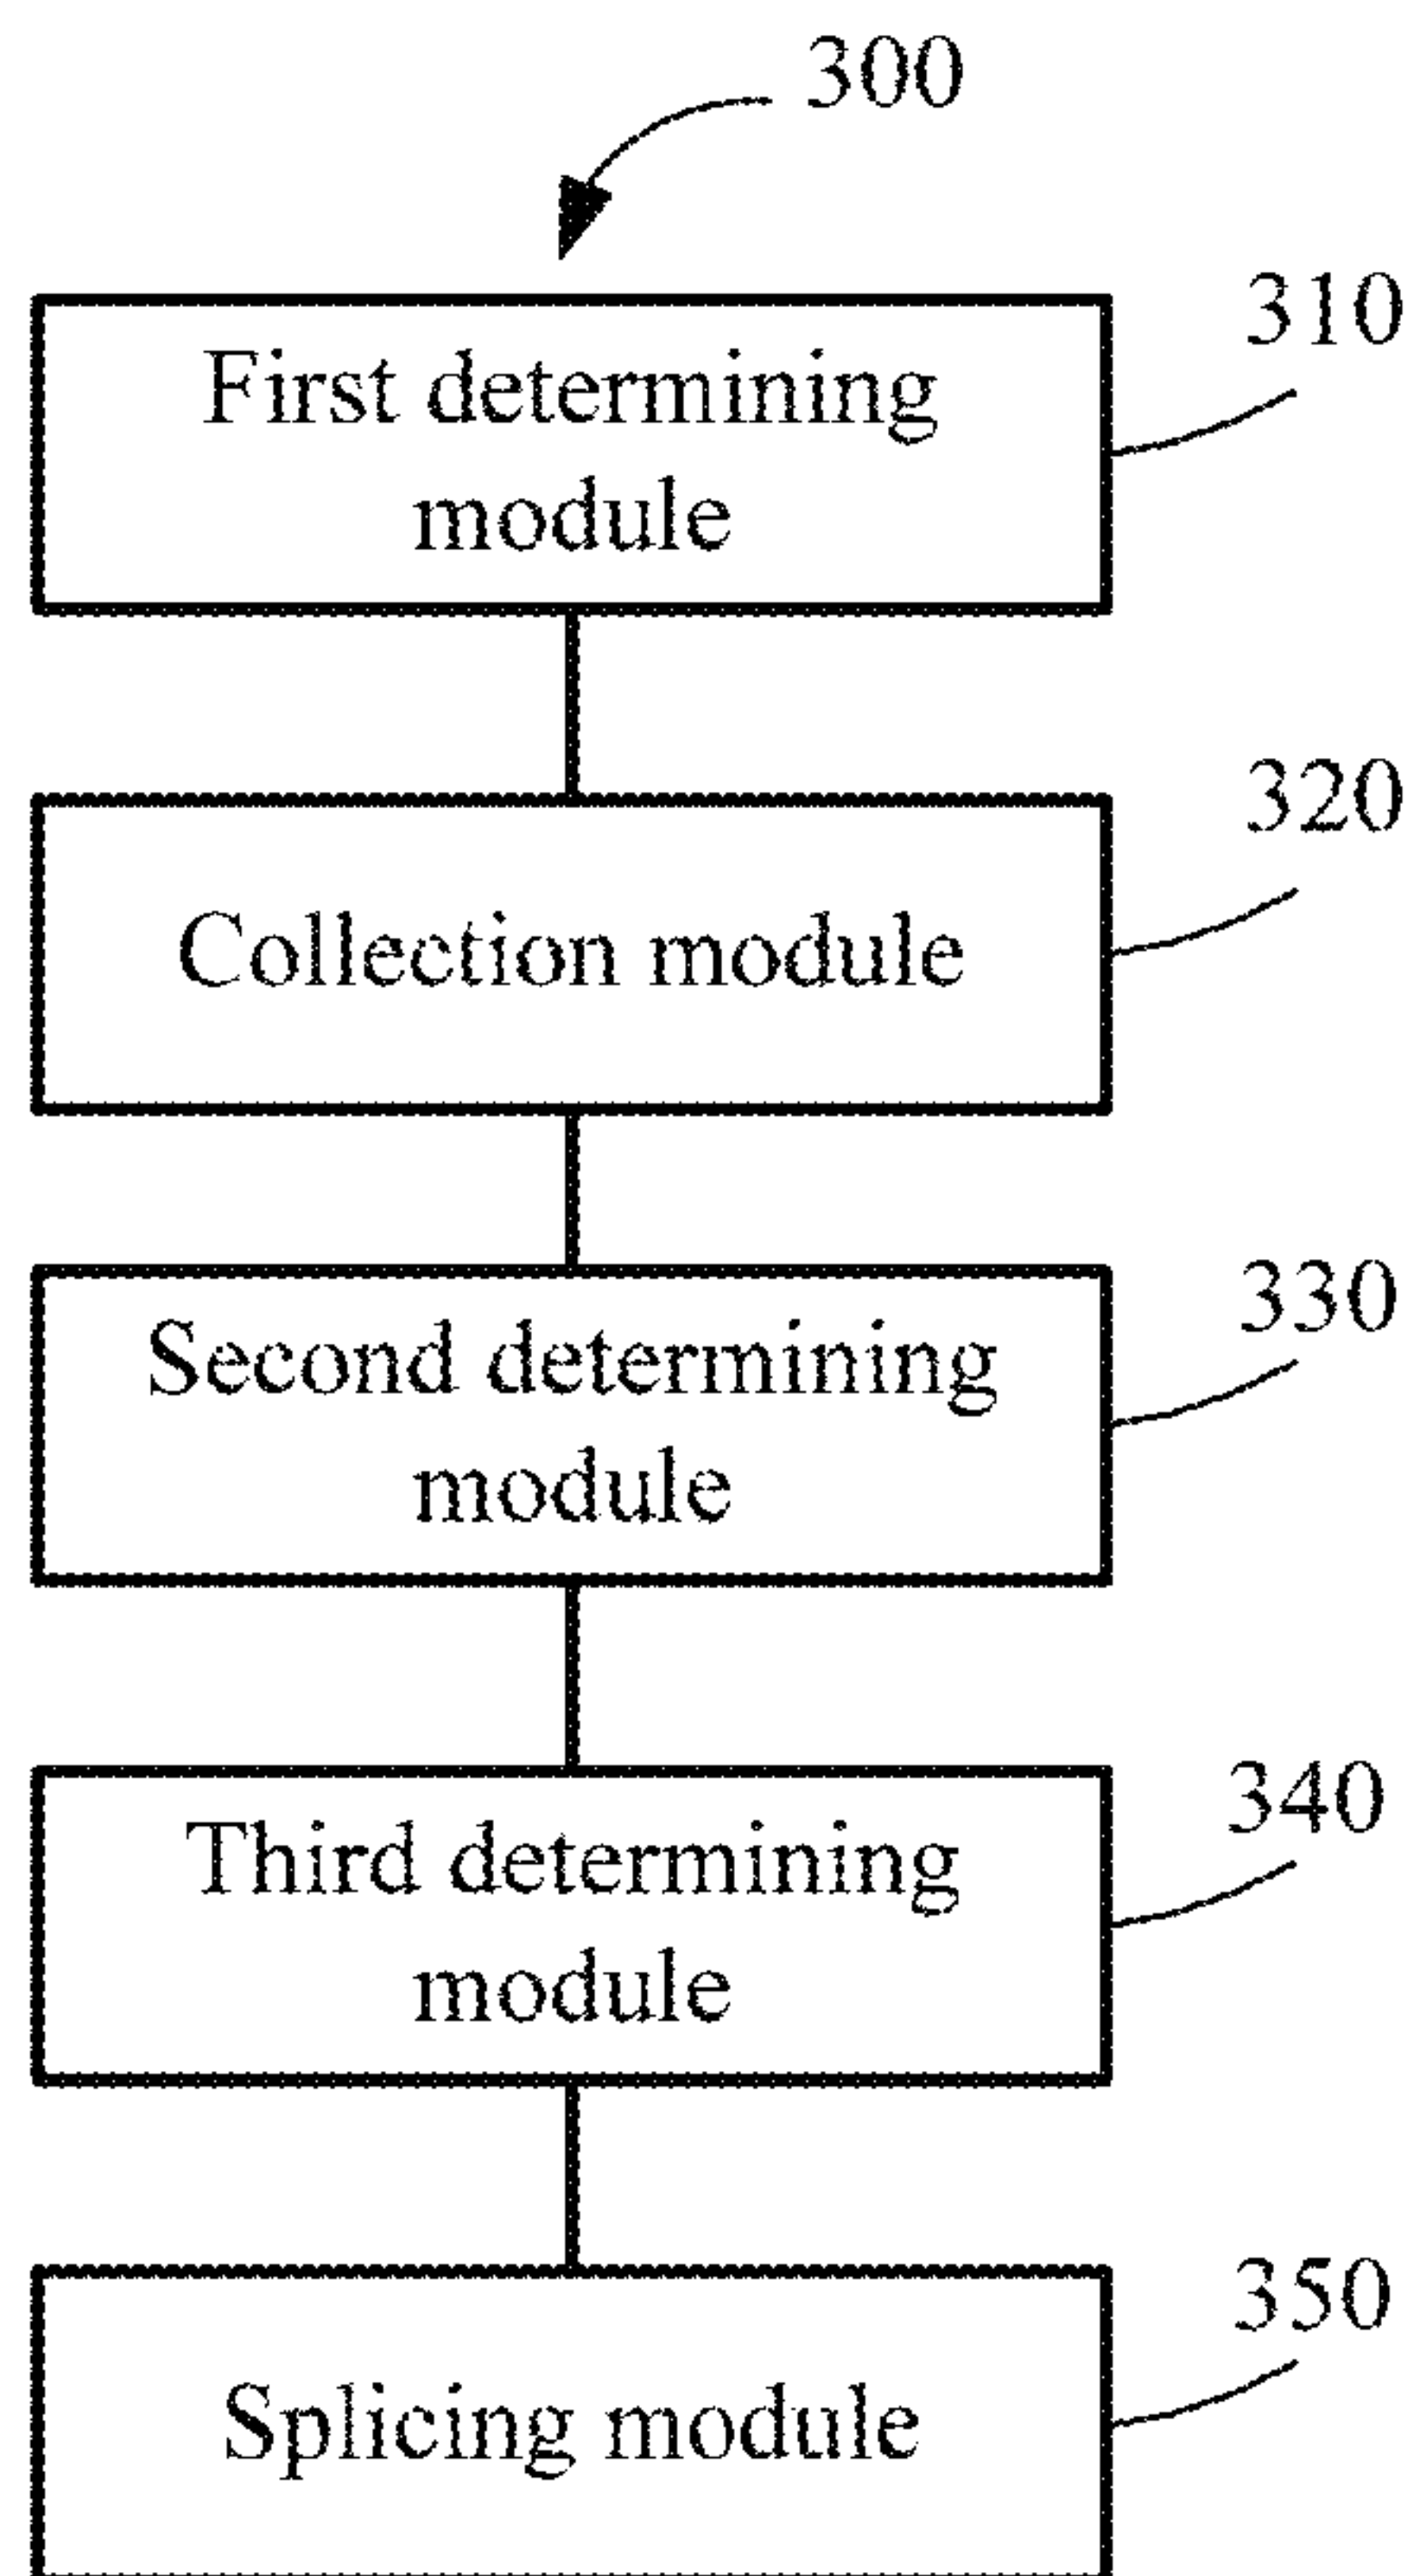 300
310
First determining
module
320
Collection module
330
Second determining
module
340
Third determining
module
350
Splicing module